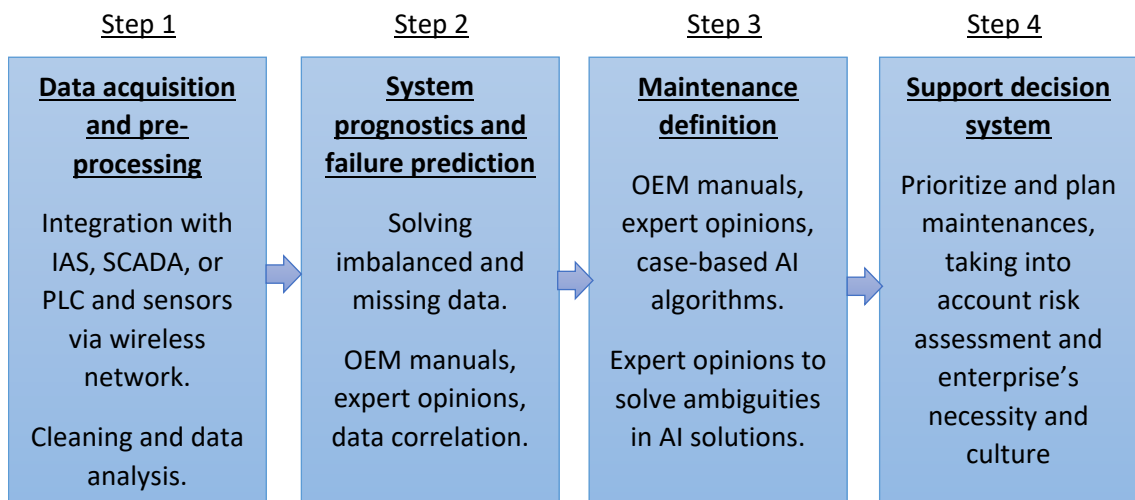 Step 1
Data acquisition
and pre-
processing
Integration with
IAS, SCADA, or
PLC and sensors
via wireless
network.
Cleaning and data
analysis.
Step 2
System
prognostics and
failure prediction
Solving
imbalanced and
missing data.
OEM manuals,
expert opinions,
data correlation.
Step 3
Maintenance
definition
OEM manuals,
expert opinions,
case-based AI
algorithms.
Expert opinions to
solve ambiguities
in AI solutions.
Step 4
Support decision
system
Prioritize and plan
maintenances,
taking into
account risk
assessment and
enterprise’s
necessity and
culture